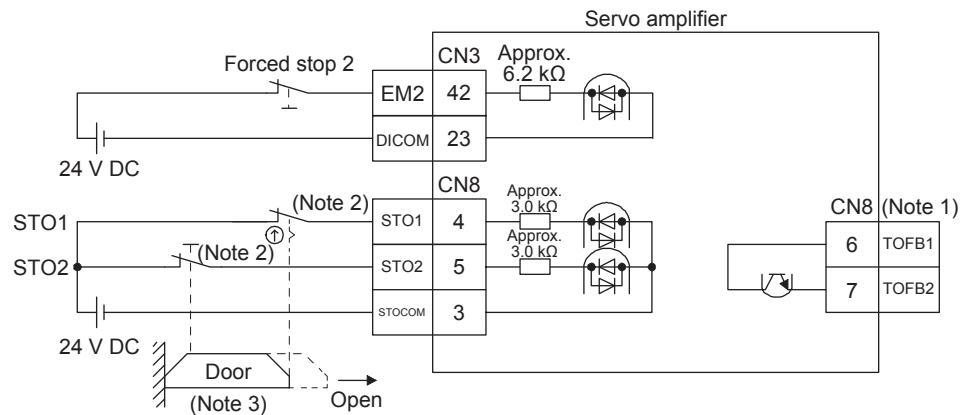 Servo amplifier
Forced stop 2
CN3
Approx.
6.2 kΩ
EM2
42
DICOM
23
24 V DC
CN8
STO1
(Note 2)
STO1
4
Approx.
3.0 kΩ
STO2
(Note 2)
STO2
5
Approx.
3.0 kΩ
STOCOM
3
24 V DC
Door
(Note 3)
Open
CN8 (Note 1)
6
TOFB1
7
TOFB2